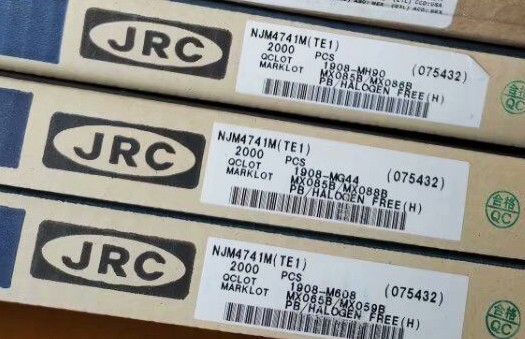 JRC
NJM4741M(TE1)
2000 PCS
QCLOT 1908-MH90 (075432)
MARKLOT MX085B/MX086B
PB/HALOGEN FREE(H)
合格
QC
JRC
NJM4741M(TE1)
2000 PCS
QCLOT 1908-MG44 (075432)
MARKLOT MX085B/MX088B
PB/HALOGEN FREE(H)
合格
QC
JRC
NJM4741M(TE1)
2000 PCS
QCLOT 1908-M608 (075432)
MARKLOT MX065B/MX059B
PB/HALOGEN FREE(H)
合格
QC